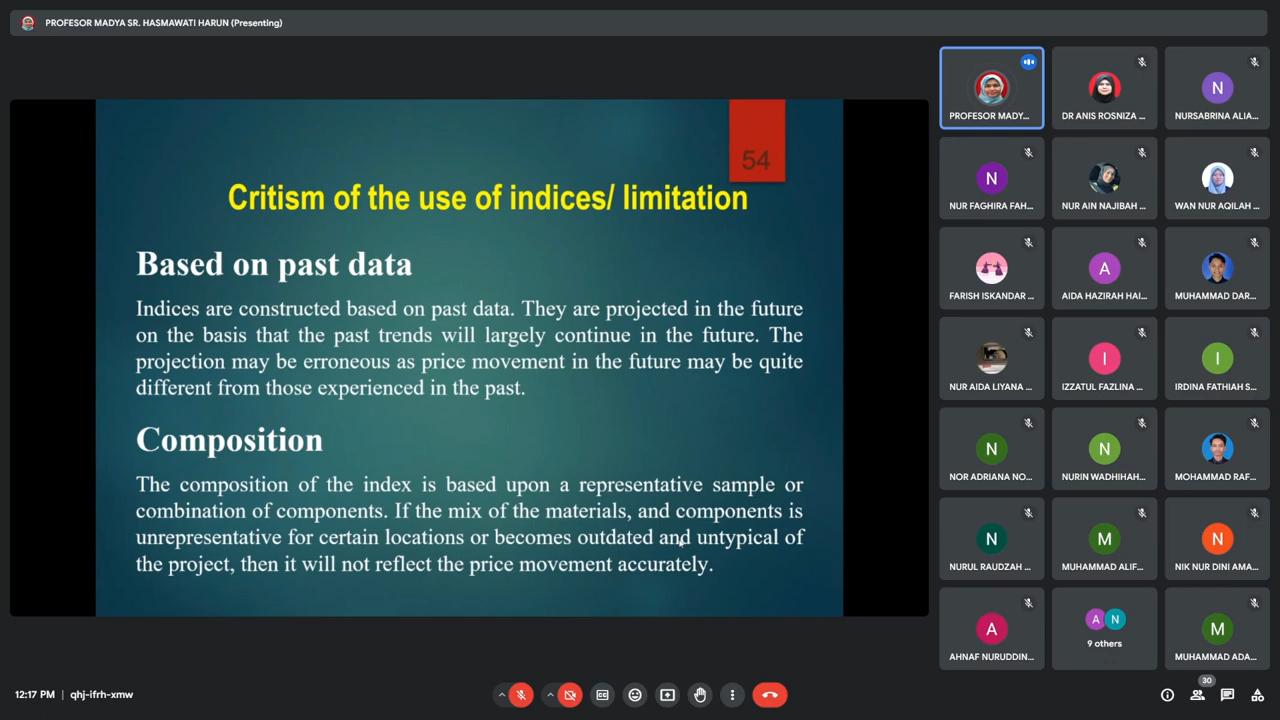 PROFESOR MADYA SR. HASMAWATI HARUN (Presenting)
54
Critism of the use of indices/ limitation
Based on past data
Indices are constructed based on past data. They are projected in the future
on the basis that the past trends will largely continue in the future. The
projection may be erroneous as price movement in the future may be quite
different from those experienced in the past.
Composition
The composition of the index is based upon a representative sample or
combination of components. If the mix of the materials, and components is
unrepresentative for certain locations or becomes outdated and untypical of
the project, then it will not reflect the price movement accurately.
PROFESOR MADY...
DR ANIS ROSNIZA ...
N
NURSABRINA ALIA...
N
NUR FAGHIRA FAH...
NUR AIN NAJIBAH ...
WAN NUR AQILAH ...
FARISH ISKANDAR ...
A
AIDA HAZIRAH HAI...
MUHAMMAD DAR...
NUR AIDA LIYANA ...
I
IZZATUL FAZLINA ...
I
IRDINA FATHIAH S...
N
NOR ADRIANA NO...
N
NURIN WADHIHAH...
MOHAMMAD RAF...
N
NURUL RAUDZAH ...
M
MUHAMMAD ALIF...
N
NIK NUR DINI AMA...
A
AHNAF NURUDDIN...
A N
9 others
M
MUHAMMAD ADA...
12:17 PM | qhj-ifrh-xmw
30